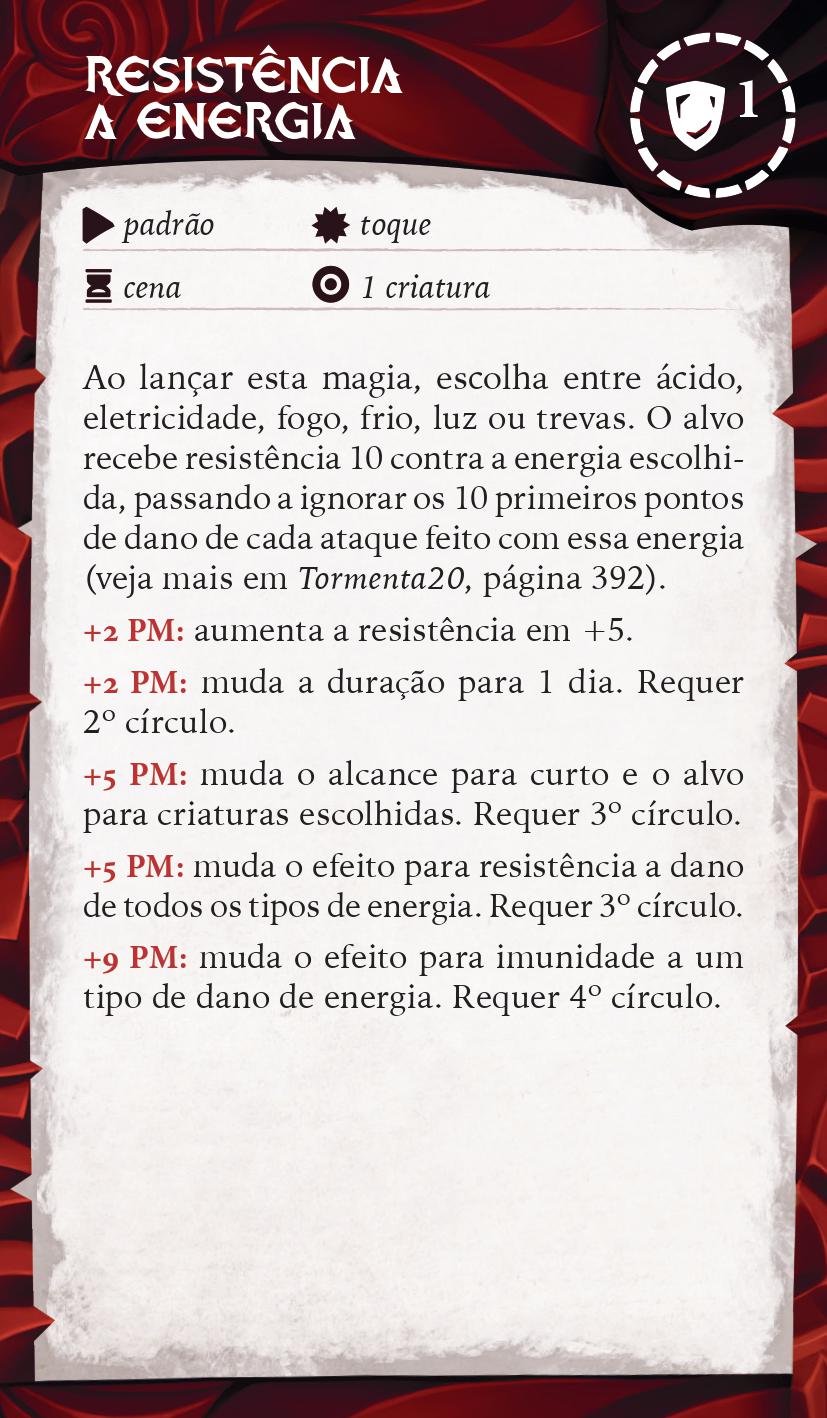 RESISTÊNCIA
A ENERGIA
1
padrão
toque
cena
1 criatura
Ao lançar esta magia, escolha entre ácido,
eletricidade, fogo, frio, luz ou trevas. O alvo
recebe resistência 10 contra a energia escolhi-
da, passando a ignorar os 10 primeiros pontos
de dano de cada ataque feito com essa energia
(veja mais em Tormenta20, página 392).
+2 PM: aumenta a resistência em +5.
+2 PM: muda a duração para 1 dia. Requer
2º círculo.
+5 PM: muda o alcance para curto e o alvo
para criaturas escolhidas. Requer 3º círculo.
+5 PM: muda o efeito para resistência a dano
de todos os tipos de energia. Requer 3º círculo.
+9 PM: muda o efeito para imunidade a um
tipo de dano de energia. Requer 4º círculo.